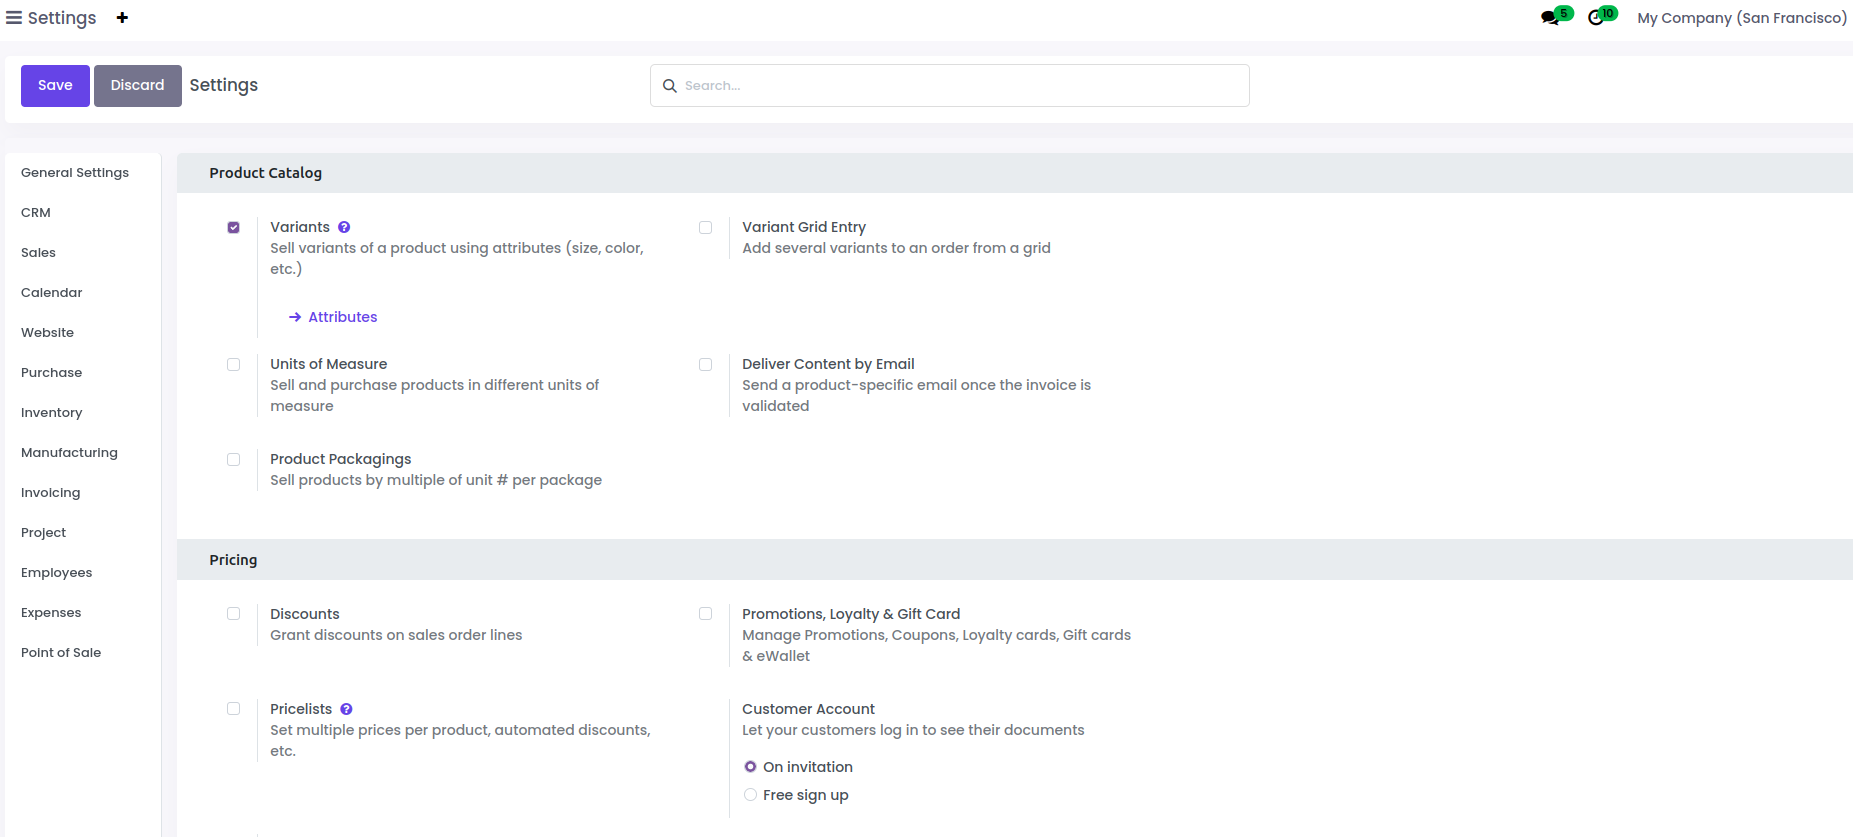 Settings +
5
10
My Company (San Francisco)
Save
Discard
Settings
Search...
General Settings
CRM
Sales
Calendar
Website
Purchase
Inventory
Manufacturing
Invoicing
Project
Employees
Expenses
Point of Sale
Product Catalog
Variants ?
Sell variants of a product using attributes (size, color,
etc.)
→ Attributes
Variant Grid Entry
Add several variants to an order from a grid
Units of Measure
Sell and purchase products in different units of
measure
Deliver Content by Email
Send a product-specific email once the invoice is
validated
Product Packagings
Sell products by multiple of unit # per package
Pricing
Discounts
Grant discounts on sales order lines
Promotions, Loyalty & Gift Card
Manage Promotions, Coupons, Loyalty cards, Gift cards
& eWallet
Pricelists ?
Set multiple prices per product, automated discounts,
etc.
Customer Account
Let your customers log in to see their documents
On invitation
Free sign up